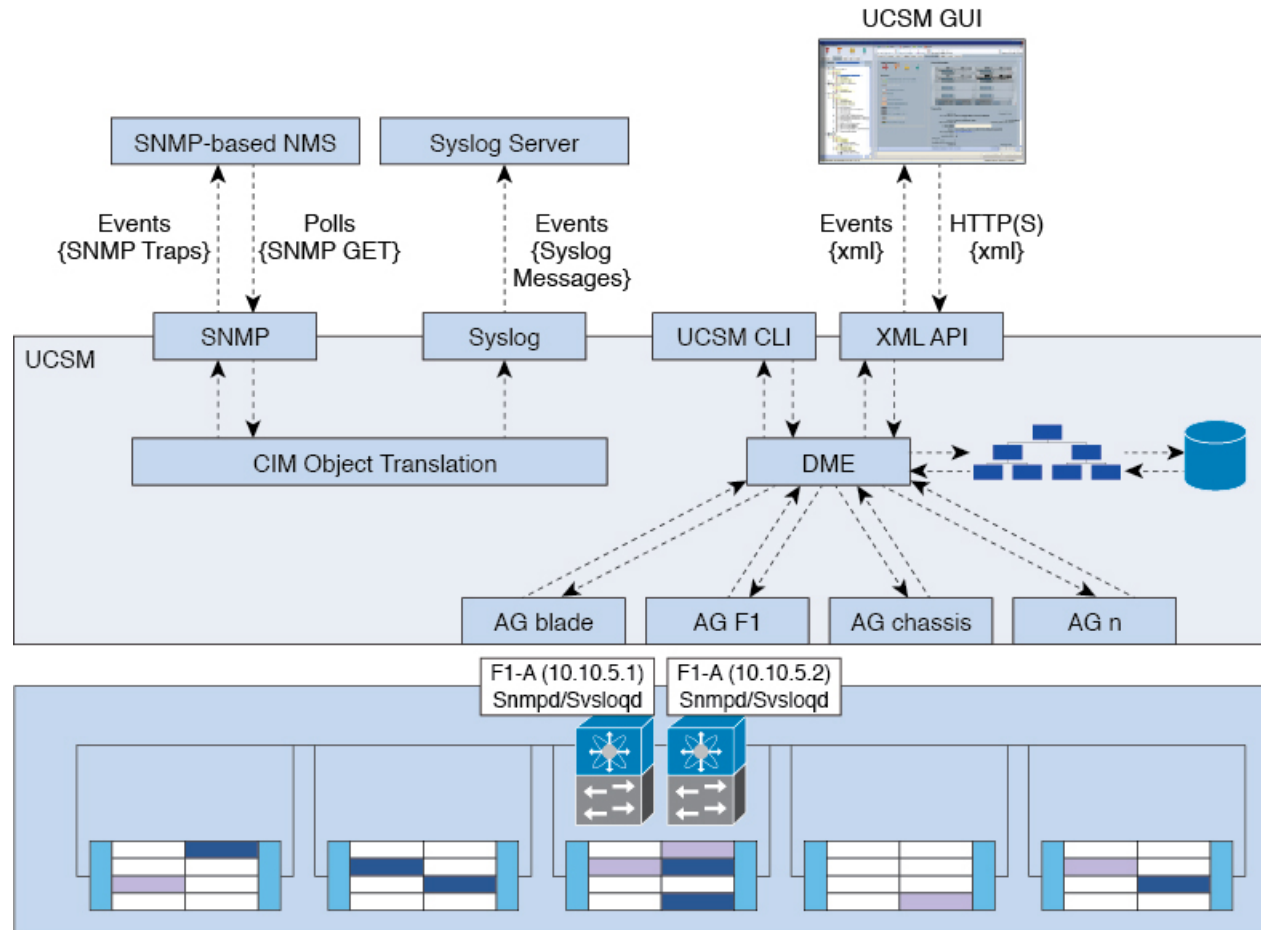 UCSM GUI
SNMP-based NMS
Syslog Server
Events
{SNMP Traps}
Polls
{SNMP GET}
Events
{Syslog
Messages}
Events
{xml}
HTTP(S)
{xml}
SNMP
Syslog
UCSM CLI
XML API
UCSM
CIM Object Translation
DME
AG blade
AG F1
AG chassis
AG n
F1-A (10.10.5.1)
Snmpd/Svsloqd
F1-A (10.10.5.2)
Snmpd/Svsloqd